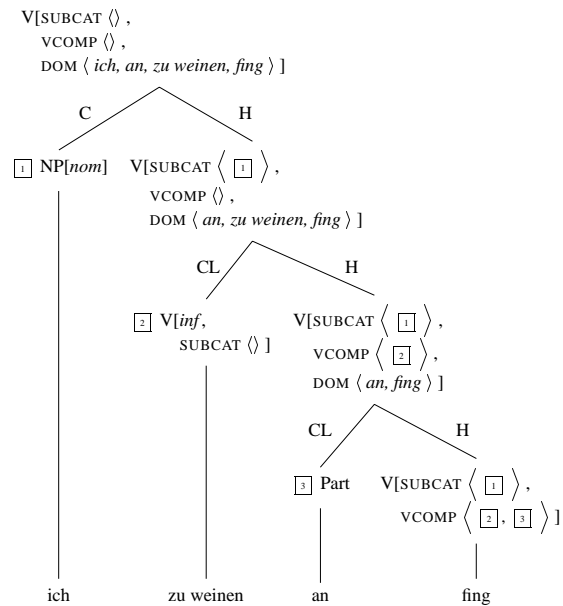 V[SUBCAT ⟨⟩ ,
VCOMP ⟨⟩ ,
DOM ⟨ ich, an, zu weinen, fing ⟩ ]
C H
1 NP[nom] V[SUBCAT ⟨ 1 ⟩ ,
VCOMP ⟨⟩ ,
DOM ⟨ an, zu weinen, fing ⟩ ]
CL H
2 V[inf, V[SUBCAT ⟨ 1 ⟩ ,
SUBCAT ⟨⟩ ] VCOMP ⟨ 2 ⟩ ,
DOM ⟨ an, fing ⟩ ]
CL H
3 Part V[SUBCAT ⟨ 1 ⟩ ,
VCOMP ⟨ 2 , 3 ⟩ ]
ich zu weinen an fing